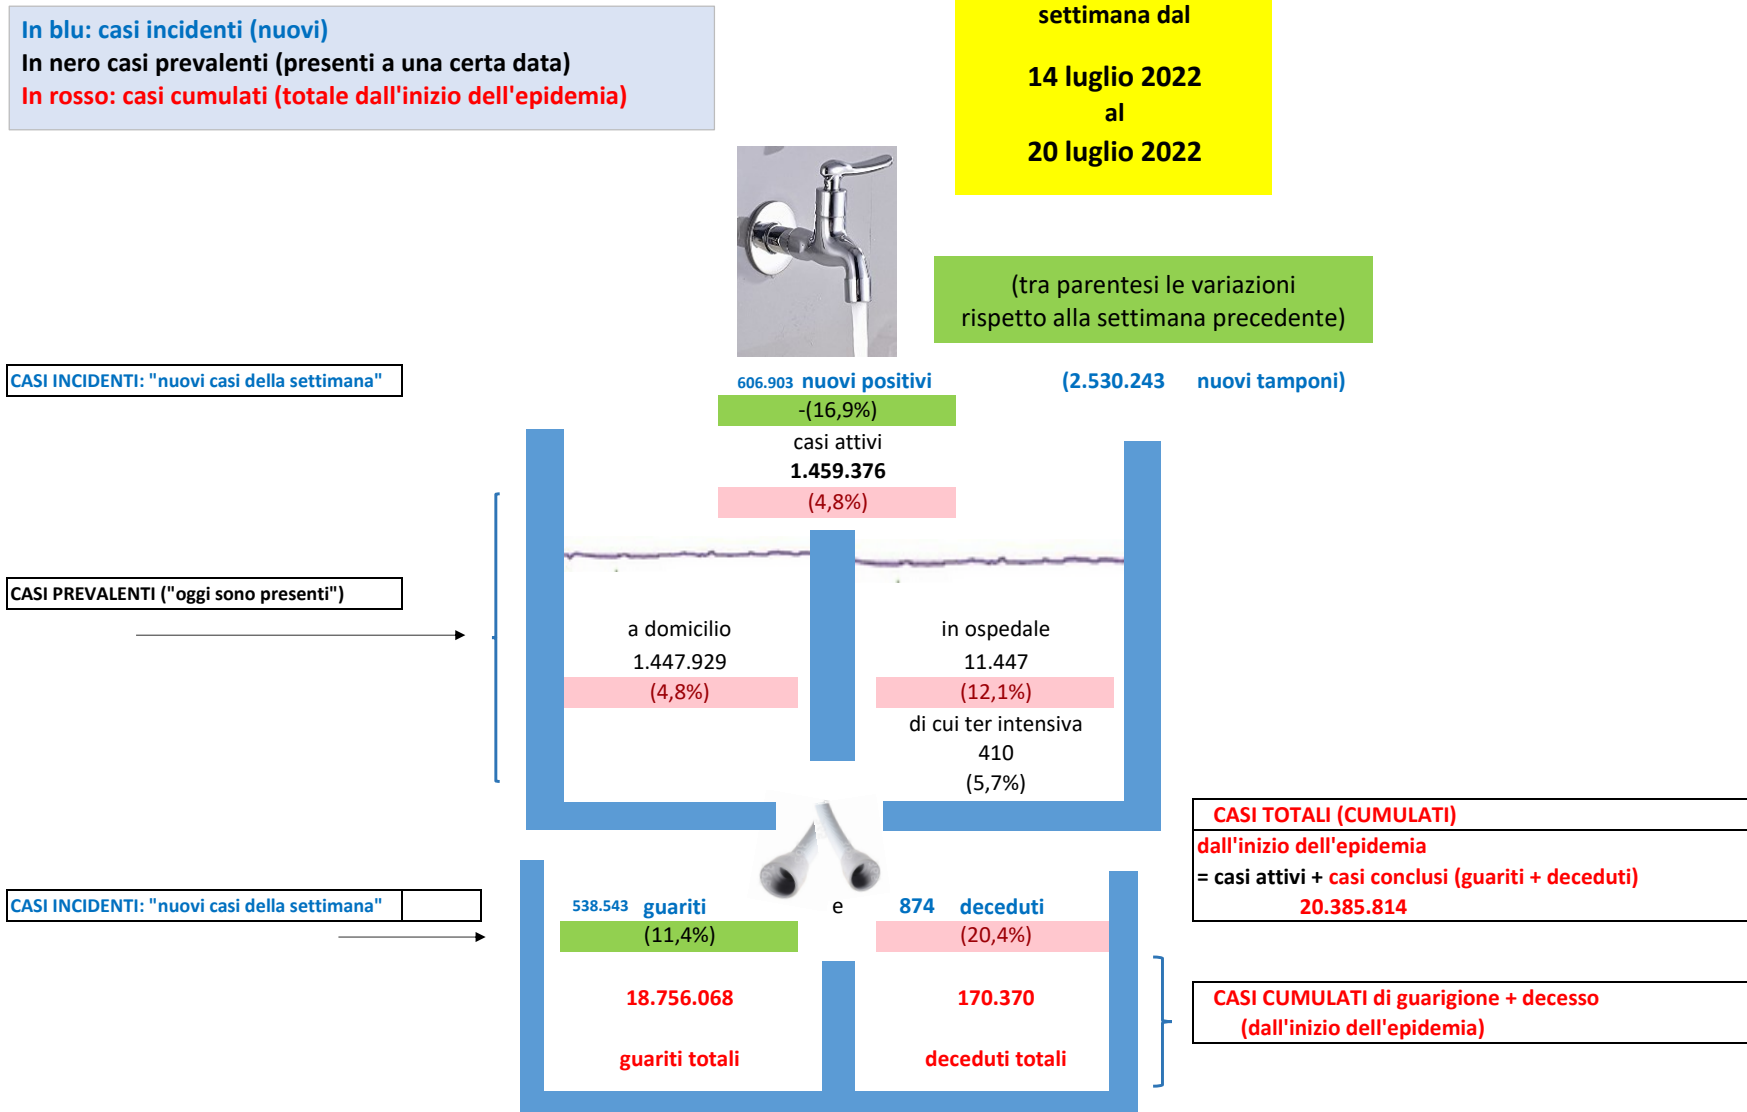 In blu: casi incidenti (nuovi)
In nero casi prevalenti (presenti a una certa data)
In rosso: casi cumulati (totale dall'inizio dell'epidemia)
settimana dal
14 luglio 2022
al
20 luglio 2022
(tra parentesi le variazioni
rispetto alla settimana precedente)
CASI INCIDENTI: "nuovi casi della settimana"
606.903 nuovi positivi
(2.530.243 nuovi tamponi)
-(16,9%)
casi attivi
1.459.376
(4,8%)
CASI PREVALENTI ("oggi sono presenti")
a domicilio
1.447.929
(4,8%)
in ospedale
11.447
(12,1%)
di cui ter intensiva
410
(5,7%)
CASI TOTALI (CUMULATI)
dall'inizio dell'epidemia
= casi attivi + casi conclusi (guariti + deceduti)
20.385.814
CASI INCIDENTI: "nuovi casi della settimana"
538.543 guariti
e
874 deceduti
(11,4%)
(20,4%)
18.756.068
170.370
guariti totali
deceduti totali
CASI CUMULATI di guarigione + decesso
(dall'inizio dell'epidemia)